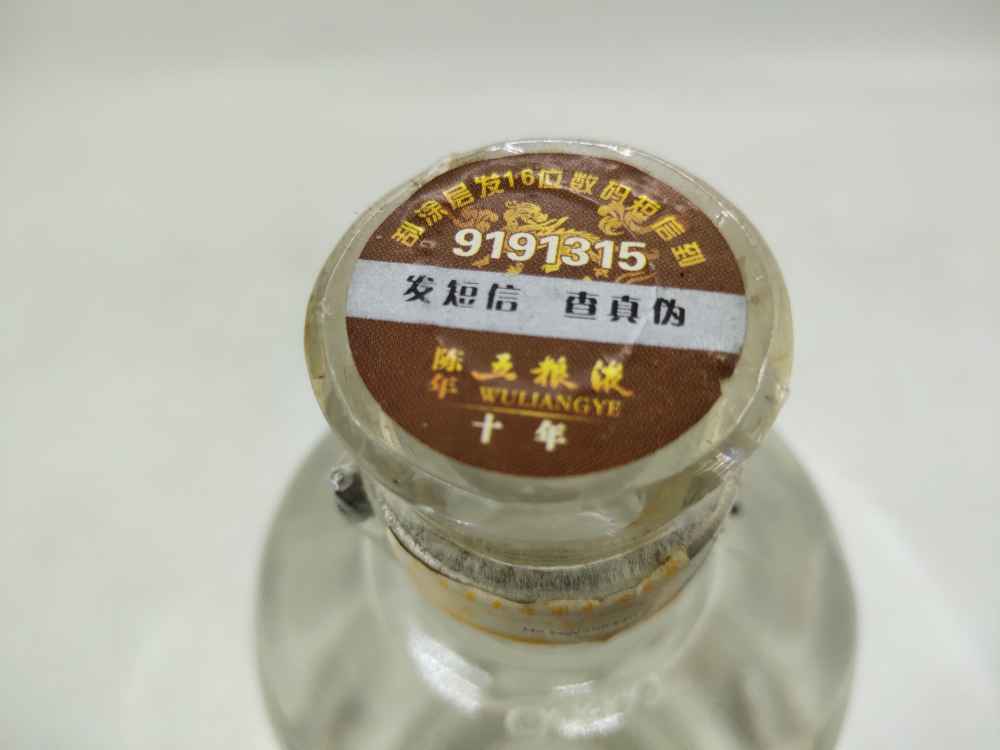 刮涂层发16位数码短信到
9191315
发短信 查真伪
陈年 五粮液
WULIANGYE
十年